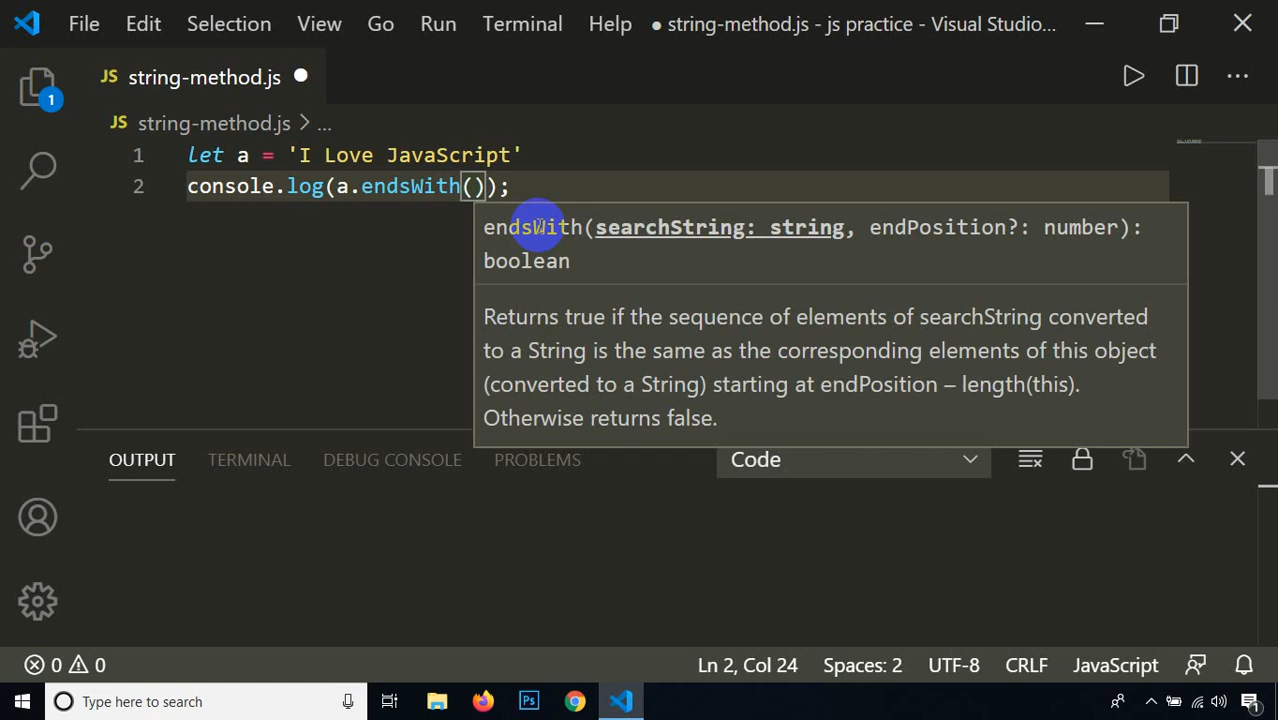 File Edit Selection View Go Run Terminal Help ● string-method.js - js practice - Visual Studio...
JS string-method.js
JS string-method.js > ...
1 let a = 'I Love JavaScript'
2 console.log(a.endsWith());
endsWith(searchString: string, endPosition?: number):
boolean
Returns true if the sequence of elements of searchString converted
to a String is the same as the corresponding elements of this object
(converted to a String) starting at endPosition – length(this).
Otherwise returns false.
OUTPUT TERMINAL DEBUG CONSOLE PROBLEMS Code
1
0 0 Ln 2, Col 24 Spaces: 2 UTF-8 CRLF JavaScript
Type here to search Ps 1